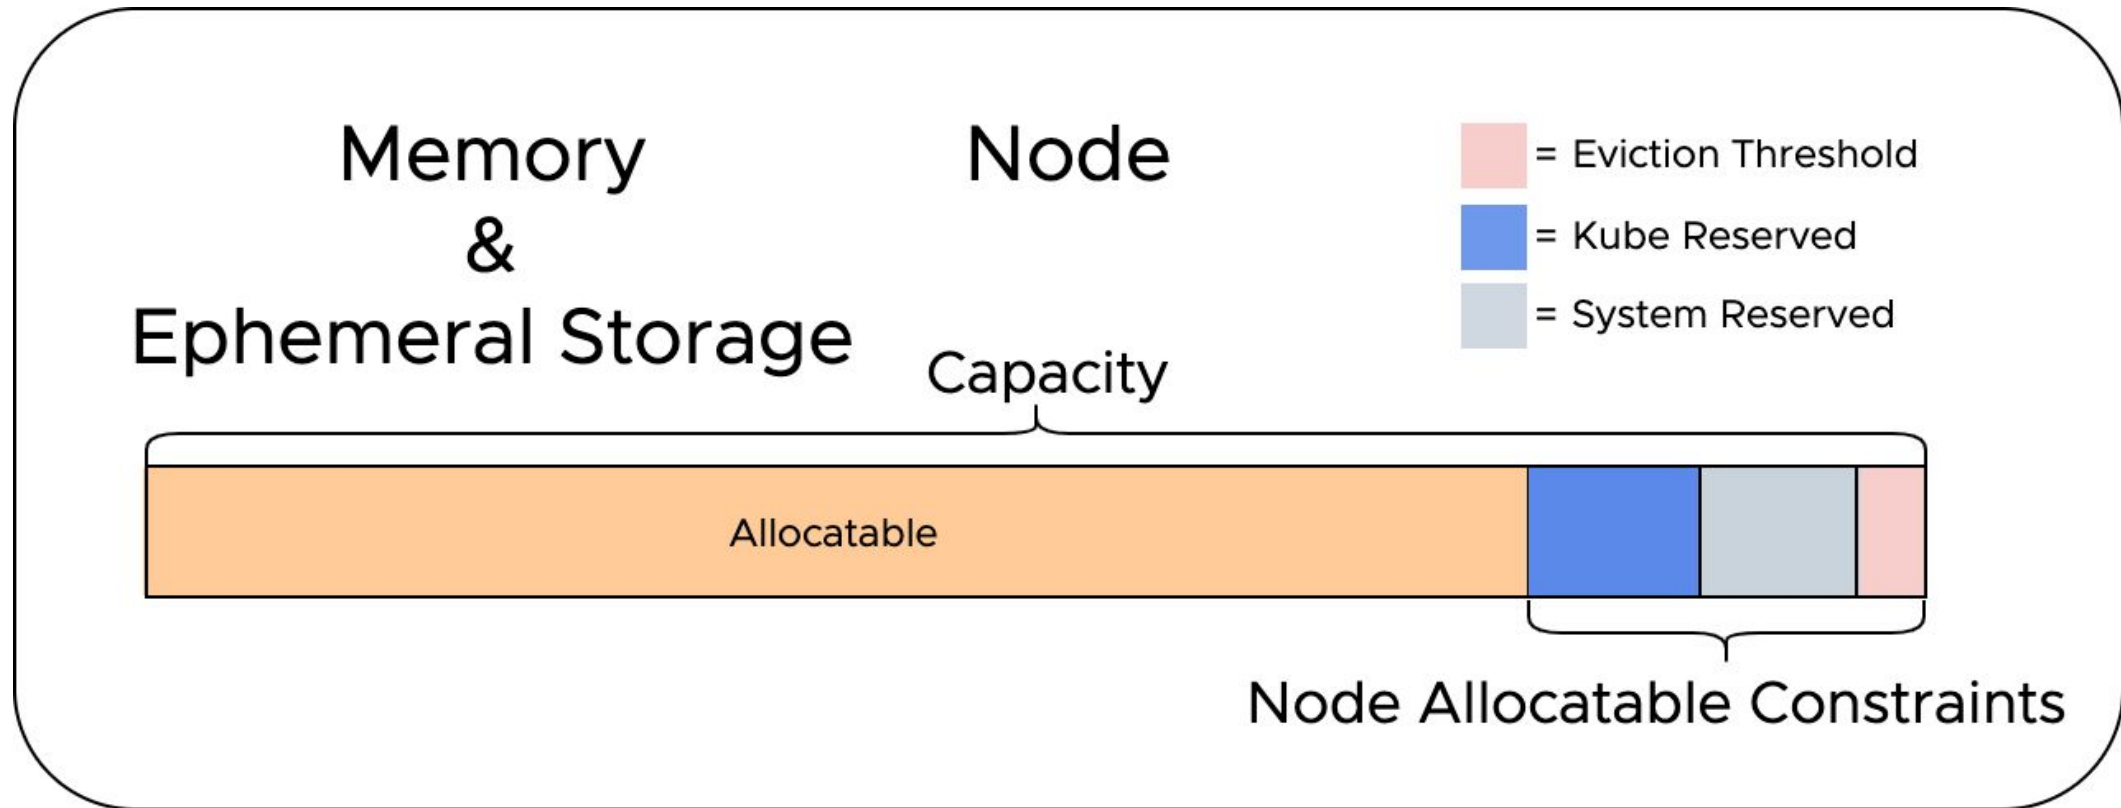 Memory
&
Ephemeral Storage
Node
= Eviction Threshold
= Kube Reserved
= System Reserved
Capacity
Allocatable
Node Allocatable Constraints